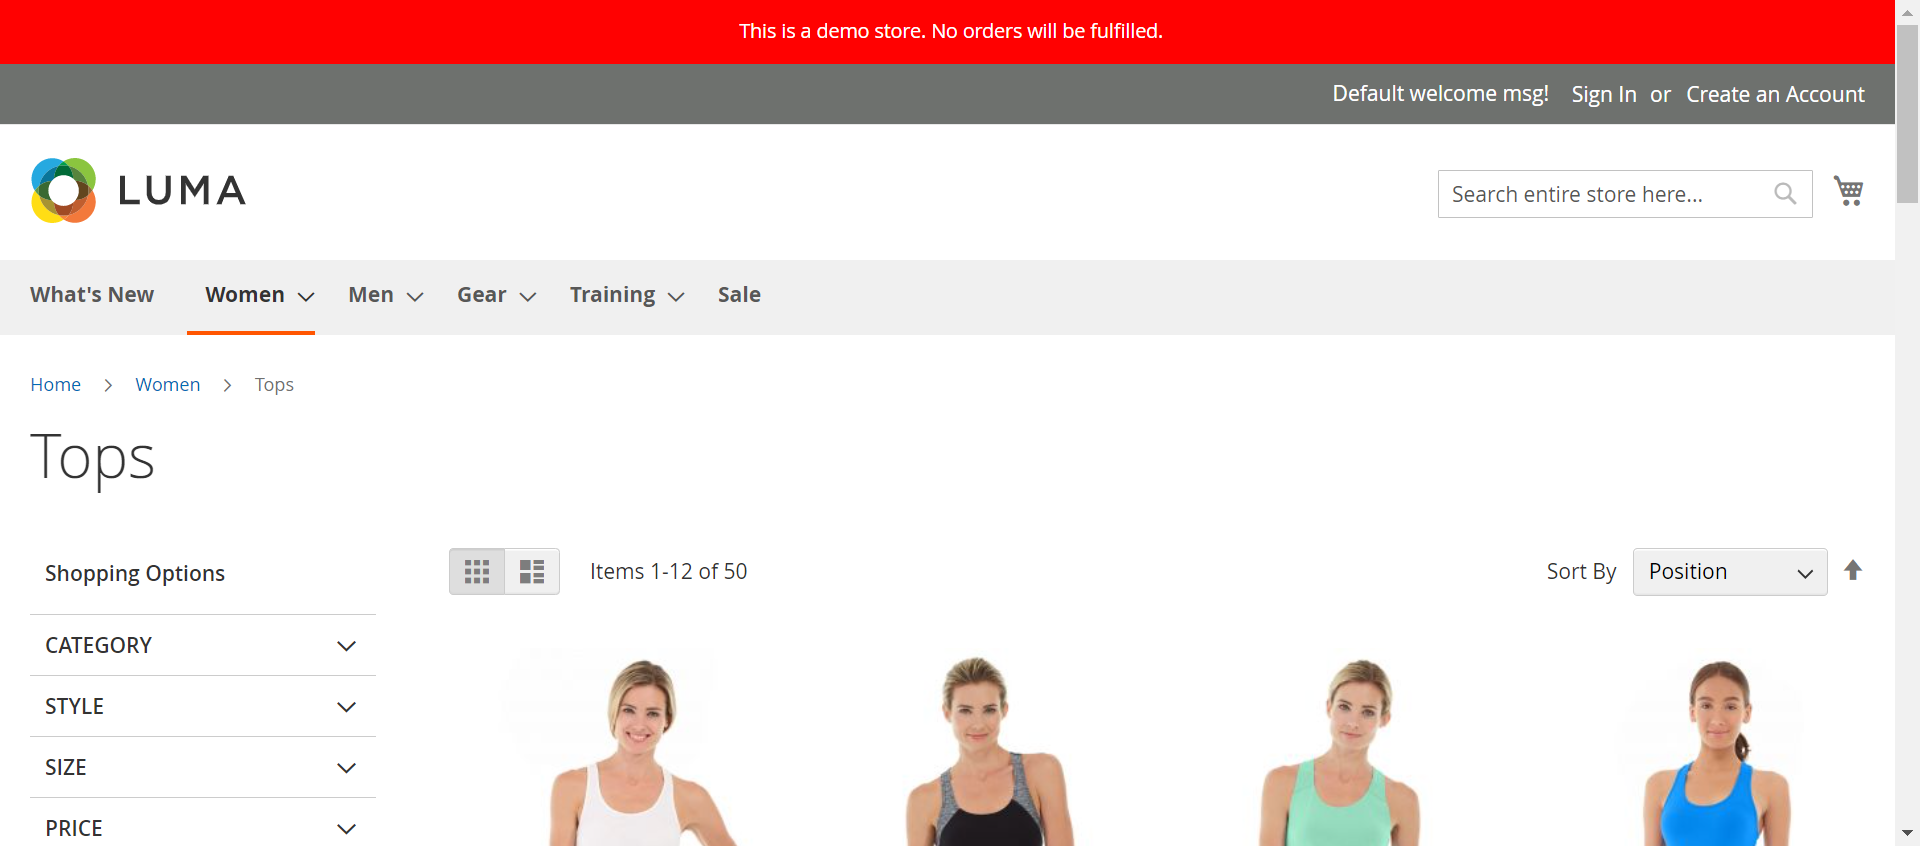 This is a demo store. No orders will be fulfilled.
Default welcome msg! Sign In or Create an Account
LUMA
Search entire store here...
What's New Women Men Gear Training Sale
Home Women Tops
Tops
Shopping Options
Items 1-12 of 50
Sort By Position
CATEGORY
STYLE
SIZE
PRICE